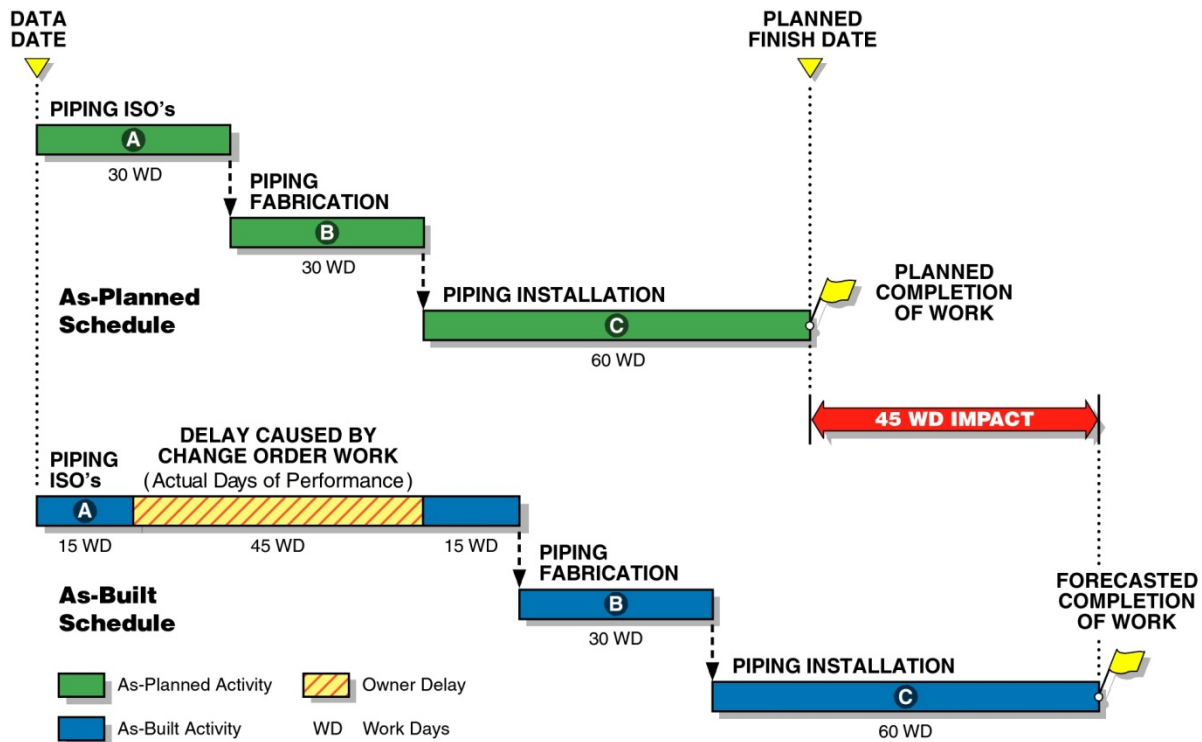 DATA
DATE
PLANNED
FINISH DATE
PIPING ISO's
A
30 WD
PIPING
FABRICATION
B
30 WD
As-Planned
Schedule
PIPING INSTALLATION
C
60 WD
PLANNED
COMPLETION
OF WORK
45 WD IMPACT
DELAY CAUSED BY
CHANGE ORDER WORK
(Actual Days of Performance)
PIPING
ISO's
A
15 WD
45 WD
15 WD
As-Built
Schedule
PIPING
FABRICATION
B
30 WD
FORECASTED
COMPLETION
OF WORK
PIPING INSTALLATION
C
60 WD
As-Planned Activity
Owner Delay
As-Built Activity
WD Work Days